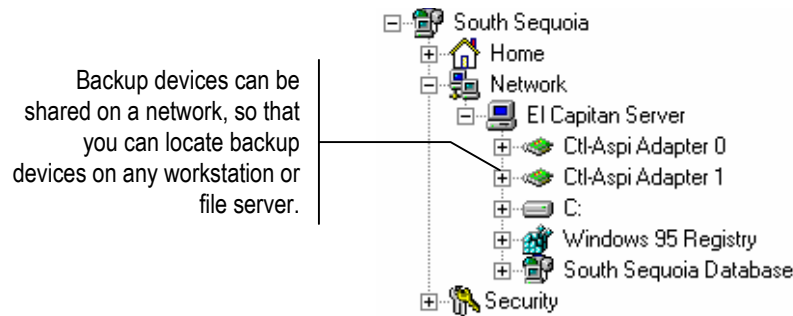 Backup devices can be
shared on a network, so that
you can locate backup
devices on any workstation or
file server.
South Sequoia
Home
Network
El Capitan Server
Ctl-Aspi Adapter 0
Ctl-Aspi Adapter 1
C:
Windows 95 Registry
South Sequoia Database
Security